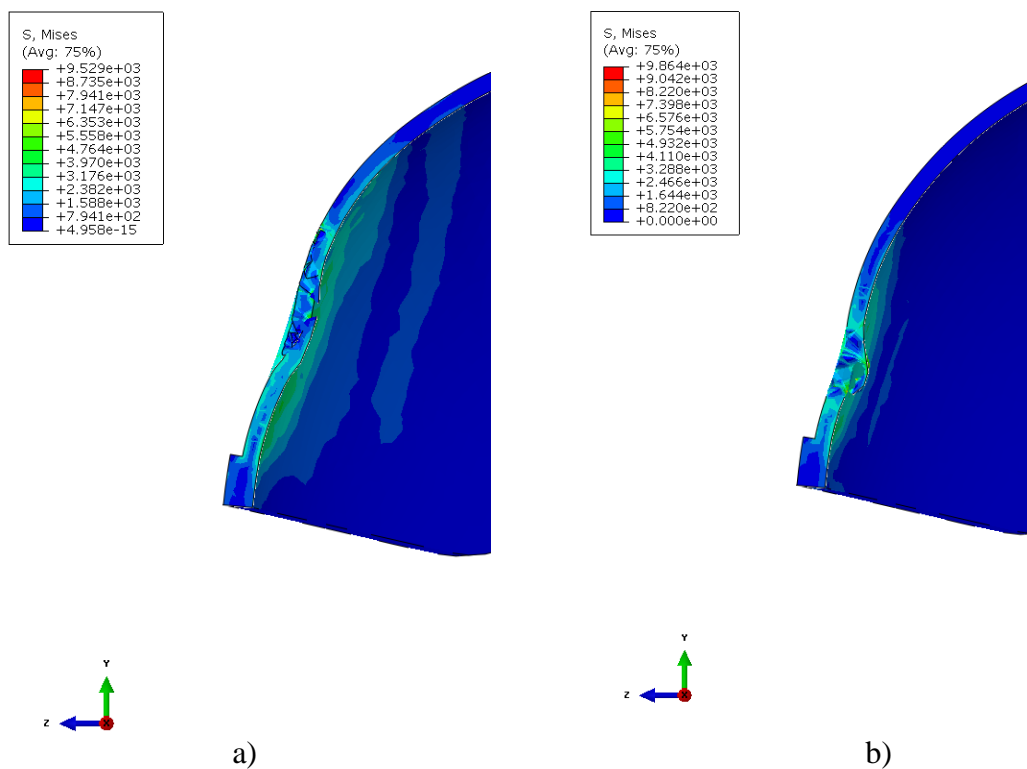 S, Mises
(Avg: 75%)
+9.529e+03
+8.735e+03
+7.941e+03
+7.147e+03
+6.353e+03
+5.558e+03
+4.764e+03
+3.970e+03
+3.176e+03
+2.382e+03
+1.588e+03
+7.941e+02
+4.958e-15
Y
Z
X
a)
S, Mises
(Avg: 75%)
+9.864e+03
+9.042e+03
+8.220e+03
+7.398e+03
+6.576e+03
+5.754e+03
+4.932e+03
+4.110e+03
+3.288e+03
+2.466e+03
+1.644e+03
+8.220e+02
+0.000e+00
Y
Z
X
b)